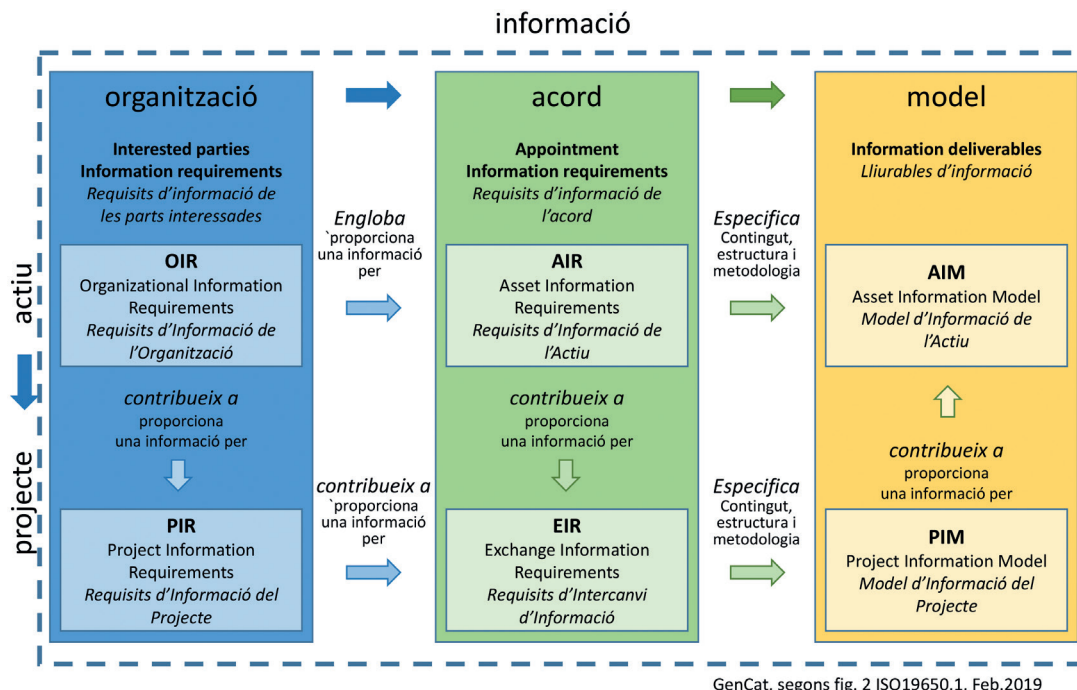 informació
organització
Interested parties
Information requirements
Requisits d'informació de
les parts interessades
OIR
Organizational Information
Requirements
Requisits d'Informació de
l'Organització
contribueix a
proporciona
una informació per
PIR
Project Information
Requirements
Requisits d'Informació del
Projecte
Engloba
`proporciona
una informació
per
contribueix a
`proporciona
una informació
per
acord
Appointment
Information requirements
Requisits d'informació de
l'acord
AIR
Asset Information
Requirements
Requisits d'Informació de
l'Actiu
contribueix a
proporciona
una informació per
EIR
Exchange Information
Requirements
Requisits d'Intercanvi
d'Informació
Especifica
Contingut,
estructura i
metodologia
Especifica
Contingut,
estructura i
metodologia
model
Information deliverables
Lliurables d'informació
AIM
Asset Information Model
Model d'Informació de
l'Actiu
contribueix a
proporciona
una informació per
PIM
Project Information Model
Model d'Informació del
Projecte
actiu
projecte
GenCat, segons fig. 2 ISO19650.1, Feb.2019